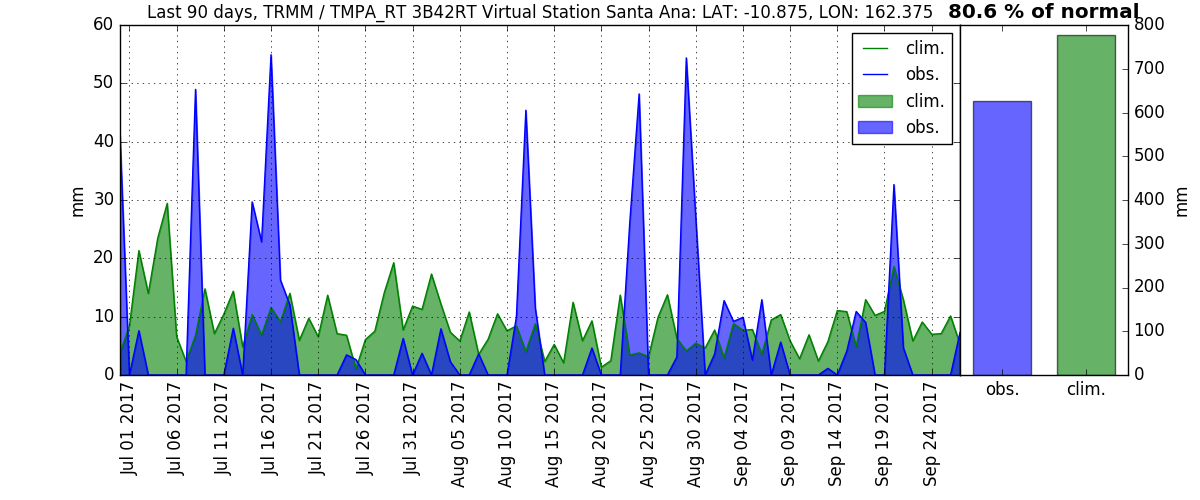 Last 90 days, TRMM / TMPA_RT 3B42RT Virtual Station Santa Ana: LAT: -10.875, LON: 162.375
80.6 % of normal
mm
60
50
40
30
20
10
0
clim.
obs.
clim.
obs.
Jul 01 2017
Jul 06 2017
Jul 11 2017
Jul 16 2017
Jul 21 2017
Jul 26 2017
Jul 31 2017
Aug 05 2017
Aug 10 2017
Aug 15 2017
Aug 20 2017
Aug 25 2017
Aug 30 2017
Sep 04 2017
Sep 09 2017
Sep 14 2017
Sep 19 2017
Sep 24 2017
800
700
600
500
400
300
200
100
0
mm
obs.
clim.